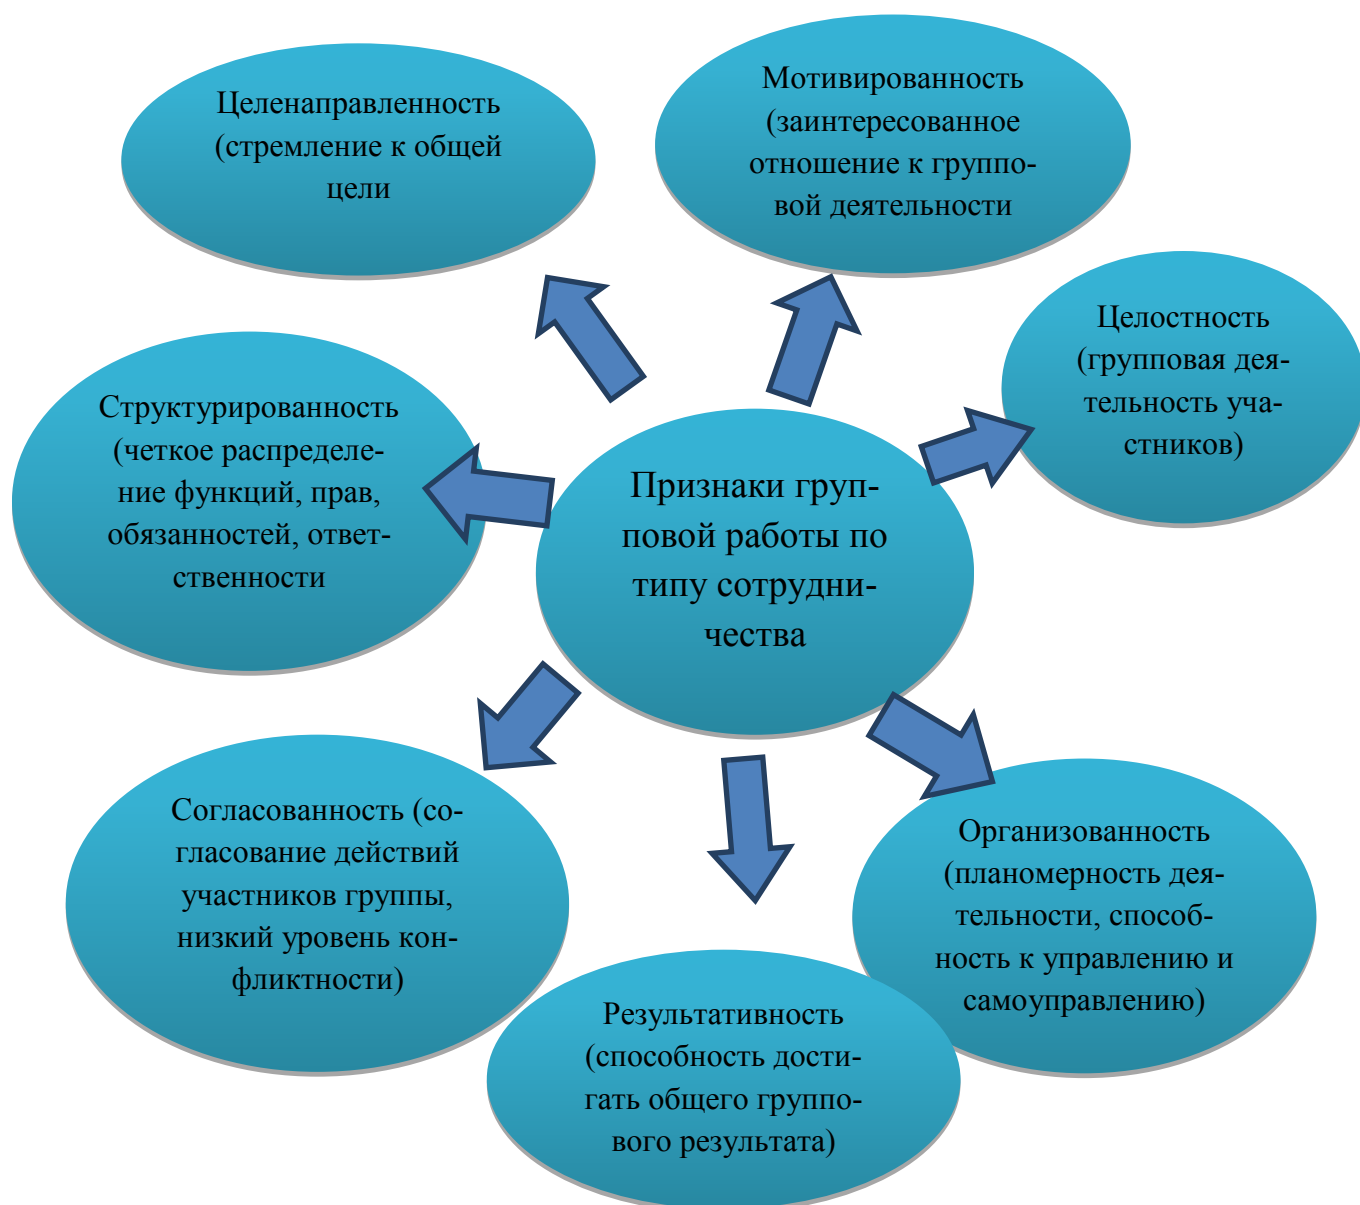 Целенаправленность
(стремление к общей
цели
Мотивированность
(заинтересованное
отношение к группо-
вой деятельности
Целостность
(групповая дея-
тельность уча-
стников)
Структурированность
(четкое распределе-
ние функций, прав,
обязанностей, ответ-
ственности
Признаки груп-
повой работы по
типу сотрудни-
чества
Согласованность (со-
гласование действий
участников группы,
низкий уровень кон-
фликтности)
Организованность
(планомерность дея-
тельности, способ-
ность к управлению и
самоуправлению)
Результативность
(способность дости-
гать общего группо-
вого результата)